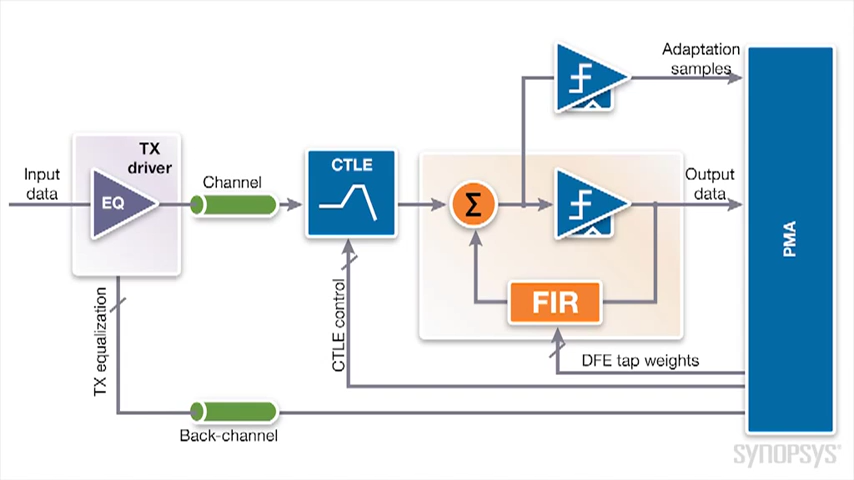 Adaptation
samples
TX
driver
CTLE
Input
data
Channel
Output
data
EQ
Σ
PMA
FIR
TX equalization
CTLE control
DFE tap weights
Back-channel
SYNOPSYS®